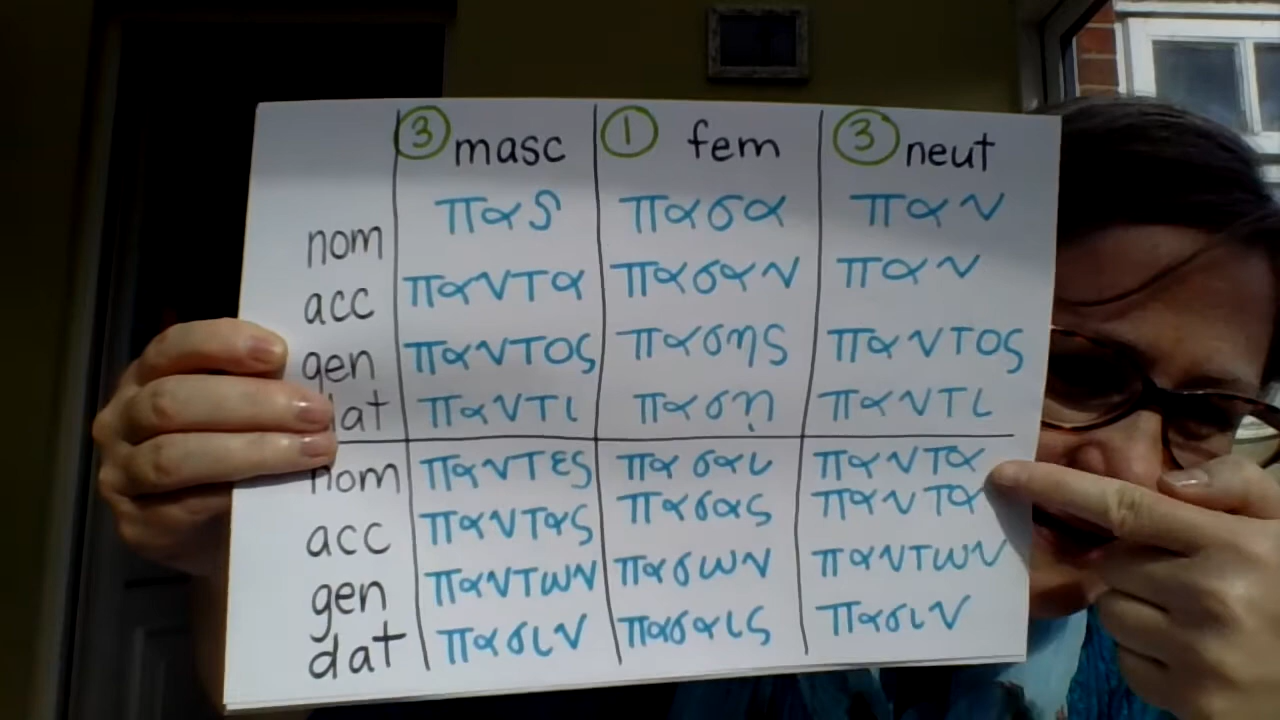 ③ masc ① fem ③ neut
nom πας πασα παν
acc παντα πασαν παν
gen παντος πασης παντος
dat παντι πασῃ παντι
nom παντες πασαι παντα
acc παντας πασας παντα
gen παντων πασων παντων
dat πασιν πασαις πασιν